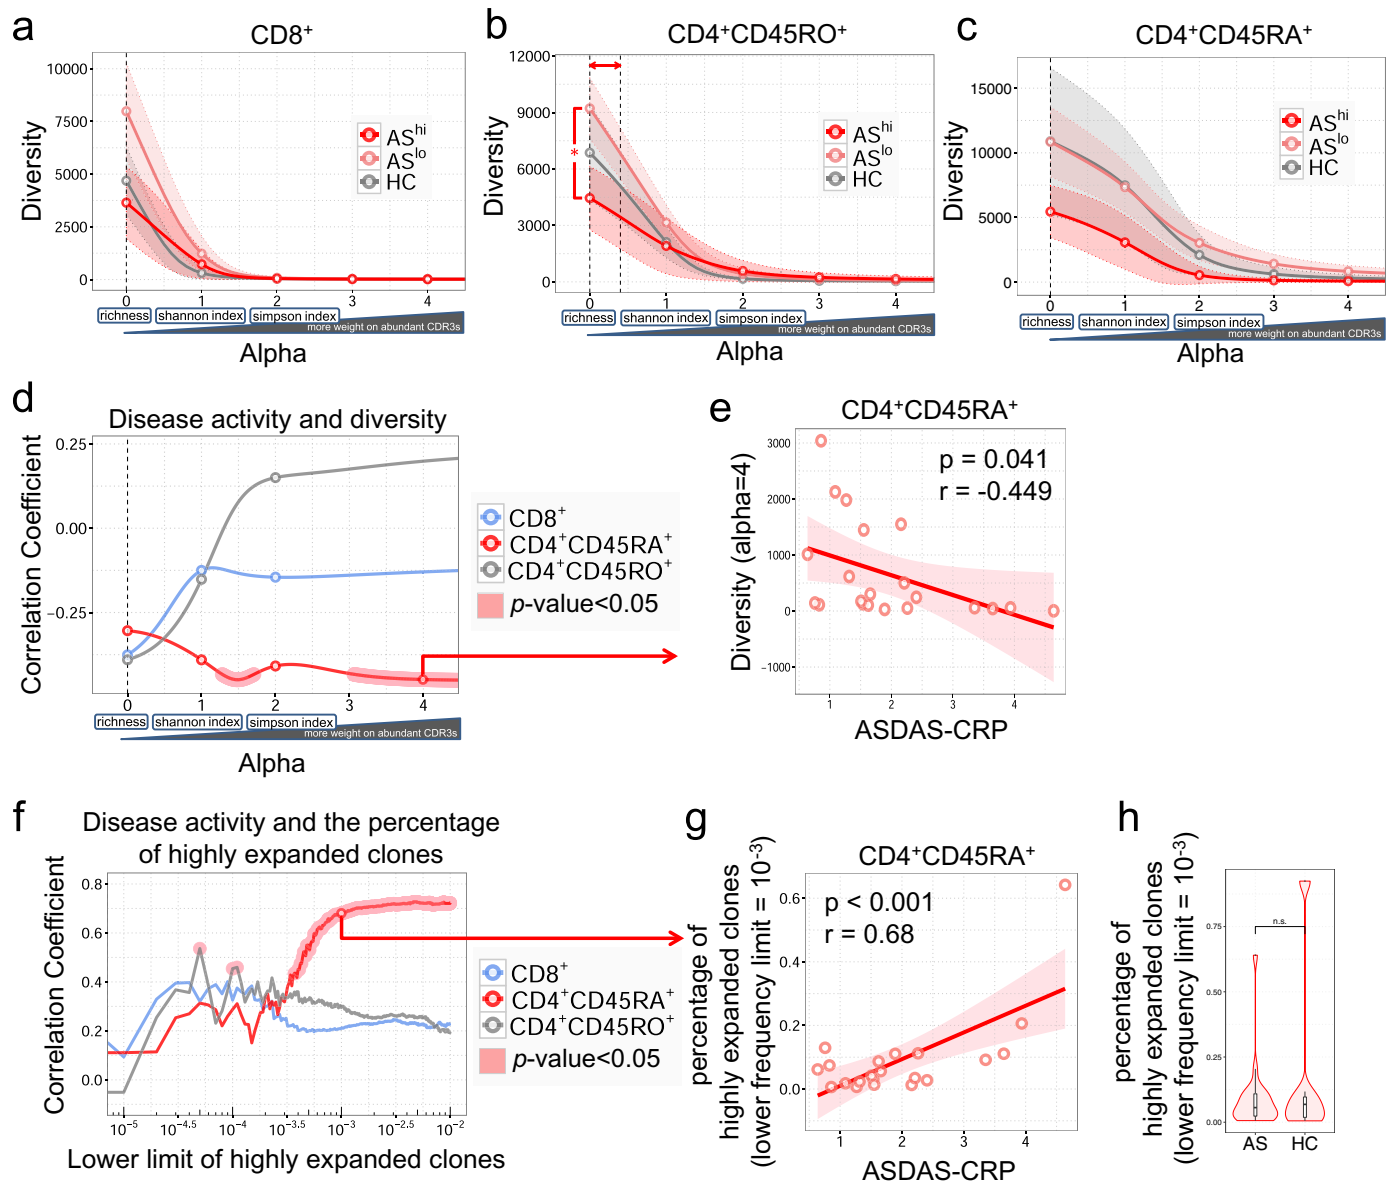 a
CD8⁺
Diversity
10000
7500
5000
2500
0
AS^hi
AS^lo
HC
0 1 2 3 4
richness shannon index simpson index
more weight on abundant CDR3s
Alpha
b
CD4⁺CD45RO⁺
Diversity
12000
9000
6000
3000
0
*
AS^hi
AS^lo
HC
0 1 2 3 4
richness shannon index simpson index
more weight on abundant CDR3s
Alpha
c
CD4⁺CD45RA⁺
Diversity
15000
10000
5000
0
AS^hi
AS^lo
HC
0 1 2 3 4
richness shannon index simpson index
more weight on abundant CDR3s
Alpha
d
Disease activity and diversity
Correlation Coefficient
0.25
0.00
−0.25
0 1 2 3 4
richness shannon index simpson index
more weight on abundant CDR3s
Alpha
CD8⁺
CD4⁺CD45RA⁺
CD4⁺CD45RO⁺
p-value<0.05
e
CD4⁺CD45RA⁺
Diversity (alpha=4)
3000
2000
1000
0
−1000
p = 0.041
r = -0.449
1 2 3 4
ASDAS-CRP
f
Disease activity and the percentage
of highly expanded clones
Correlation Coefficient
0.8
0.6
0.4
0.2
0.0
10^-5 10^-4.5 10^-4 10^-3.5 10^-3 10^-2.5 10^-2
Lower limit of highly expanded clones
CD8⁺
CD4⁺CD45RA⁺
CD4⁺CD45RO⁺
p-value<0.05
g
CD4⁺CD45RA⁺
percentage of
highly expanded clones
(lower frequency limit = 10^-3)
0.6
0.4
0.2
0.0
p < 0.001
r = 0.68
1 2 3 4
ASDAS-CRP
h
percentage of
highly expanded clones
(lower frequency limit = 10^-3)
0.75
0.50
0.25
0.00
n.s.
AS HC